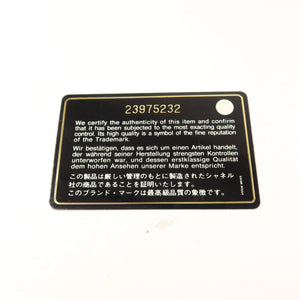 23975232
We certify the authenticity of this item and confirm
that it has been subjected to the most exacting quality
control. Its high quality is a symbol of the fine reputation
of the Trademark.
Wir bestätigen, dass es sich um einen Artikel handelt,
der während seiner Herstellung strengsten Kontrollen
unterworfen war, und dessen erstklassige Qualität
dem hohen Ansehen unserer Marke entspricht.
この製品は厳しい管理のもとに製造されたシャネル
社の商品であることを証明いたします。
このブランド・マークは最高級品質の象徴です。